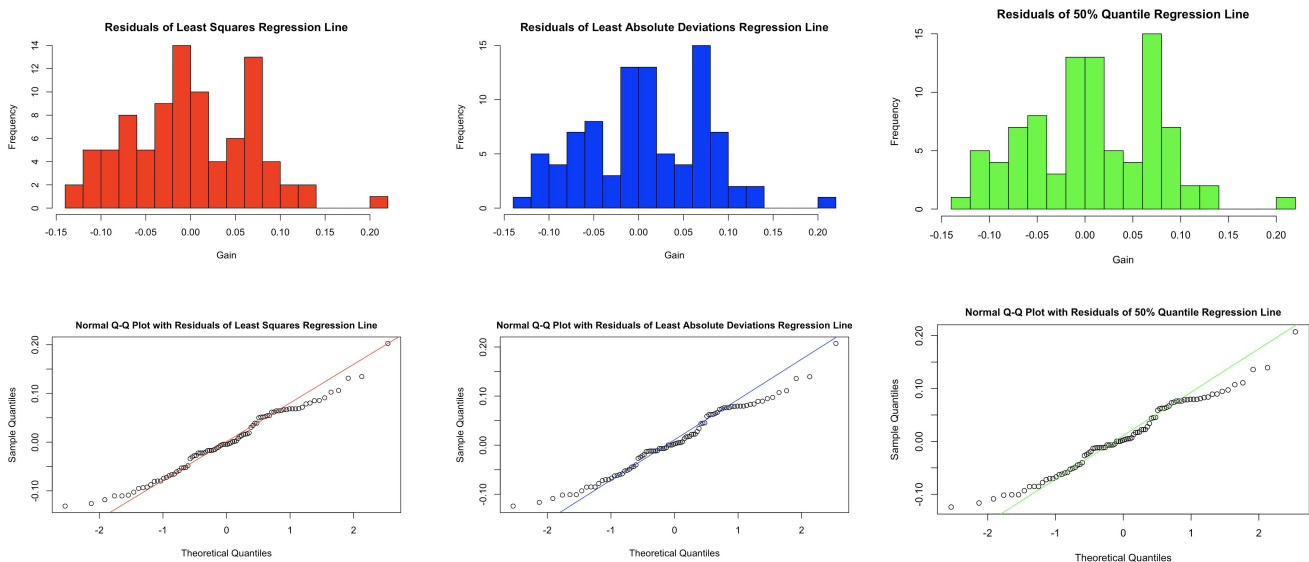 Residuals of Least Squares Regression Line
Frequency
0 2 4 6 8 10 12 14
-0.15 -0.10 -0.05 0.00 0.05 0.10 0.15 0.20
Gain
Residuals of Least Absolute Deviations Regression Line
Frequency
0 5 10 15
-0.15 -0.10 -0.05 0.00 0.05 0.10 0.15 0.20
Gain
Residuals of 50% Quantile Regression Line
Frequency
0 5 10 15
-0.15 -0.10 -0.05 0.00 0.05 0.10 0.15 0.20
Gain
Normal Q-Q Plot with Residuals of Least Squares Regression Line
Sample Quantiles
-0.10 0.00 0.10 0.20
-2 -1 0 1 2
Theoretical Quantiles
Normal Q-Q Plot with Residuals of Least Absolute Deviations Regression Line
Sample Quantiles
-0.10 0.00 0.10 0.20
-2 -1 0 1 2
Theoretical Quantiles
Normal Q-Q Plot with Residuals of 50% Quantile Regression Line
Sample Quantiles
-0.10 0.00 0.10 0.20
-2 -1 0 1 2
Theoretical Quantiles